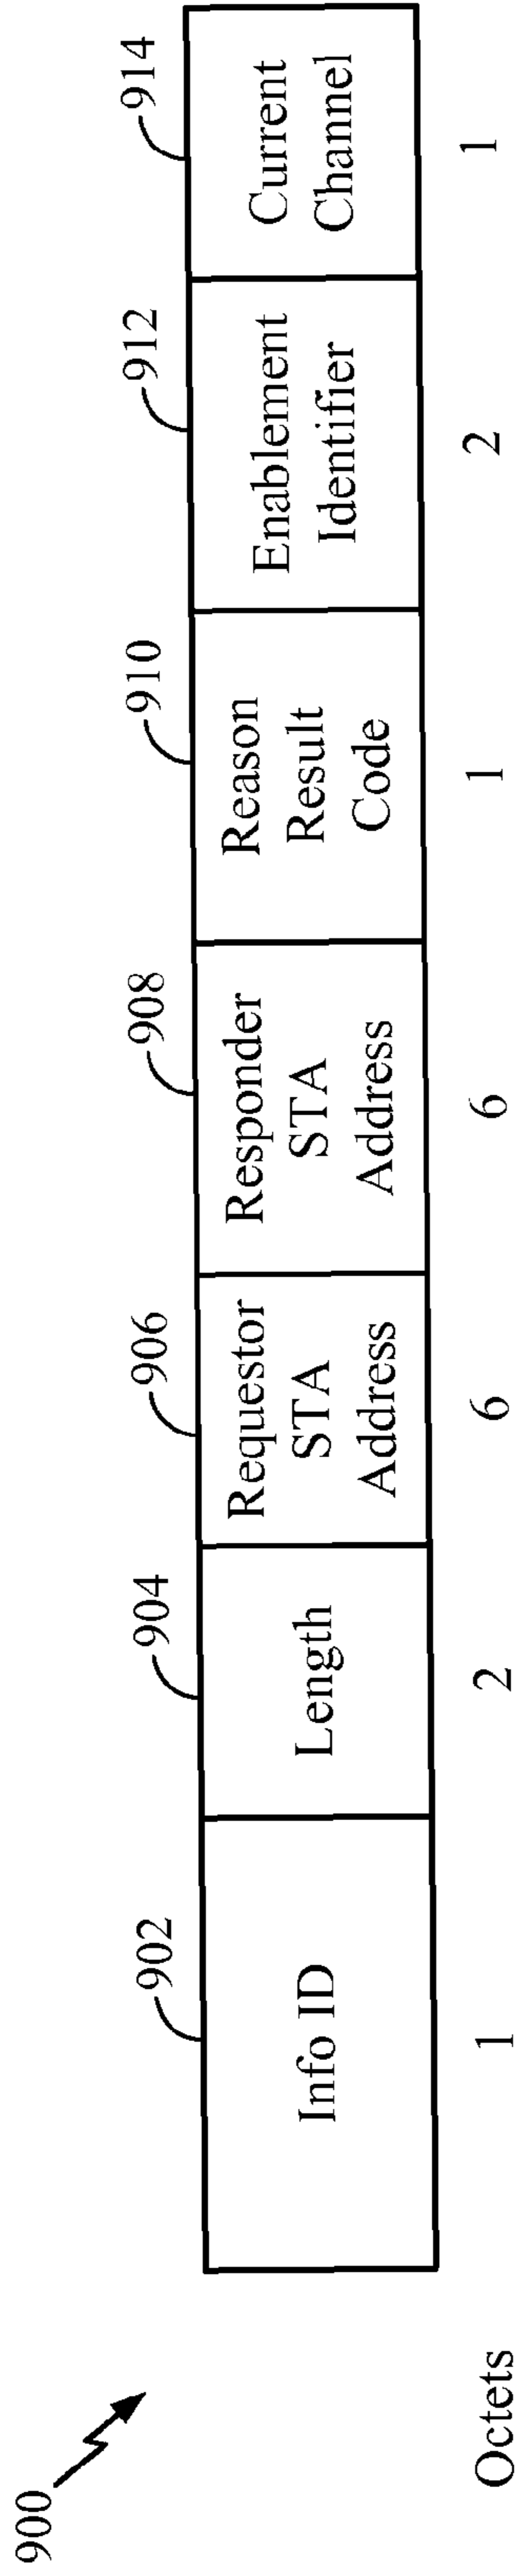 900
902
904
906
908
910
912
914
Info ID
Length
Requestor
STA
Address
Responder
STA
Address
Reason
Result
Code
Enablement
Identifier
Current
Channel
Octets
1
2
6
6
1
2
1